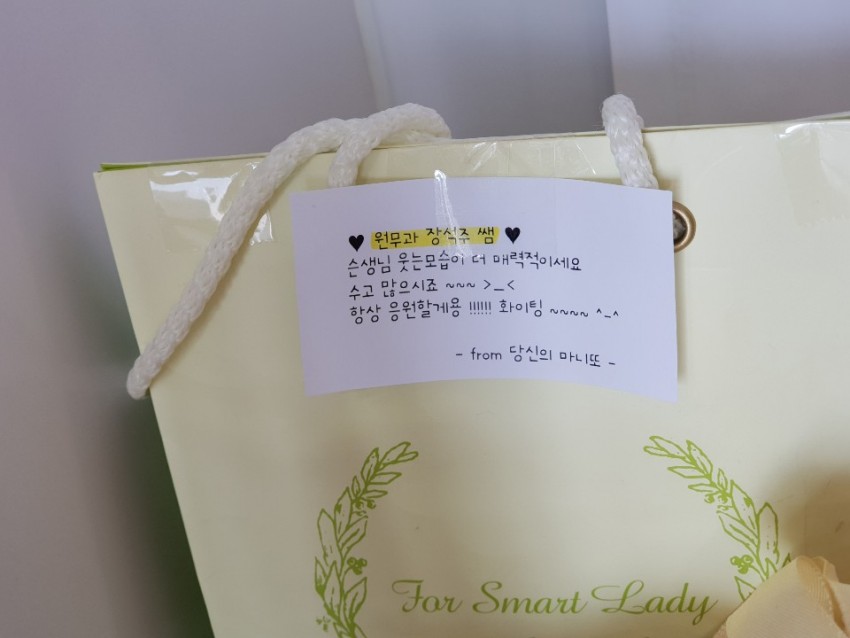 ♥ 원무과 장석주 쌤 ♥
슨생님 웃는모습이 더 매력적이세요
수고 많으시죠 ~~~ >_<
항상 응원할게용 !!!!!! 화이팅 ~~~~ ^_^
- from 당신의 마니또 -
For Smart Lady